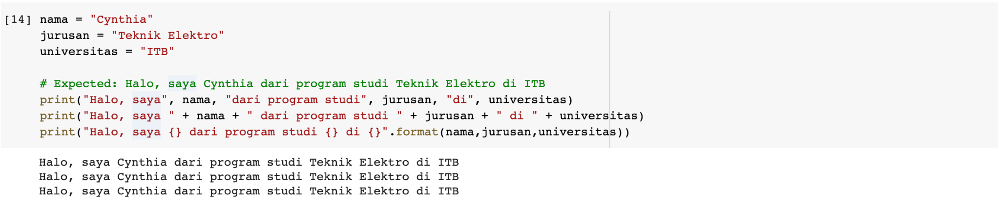 [14] nama = "Cynthia"
jurusan = "Teknik Elektro"
universitas = "ITB"
# Expected: Halo, saya Cynthia dari program studi Teknik Elektro di ITB
print("Halo, saya", nama, "dari program studi", jurusan, "di", universitas)
print("Halo, saya " + nama + " dari program studi " + jurusan + " di " + universitas)
print("Halo, saya {} dari program studi {} di {}".format(nama,jurusan,universitas))
Halo, saya Cynthia dari program studi Teknik Elektro di ITB
Halo, saya Cynthia dari program studi Teknik Elektro di ITB
Halo, saya Cynthia dari program studi Teknik Elektro di ITB